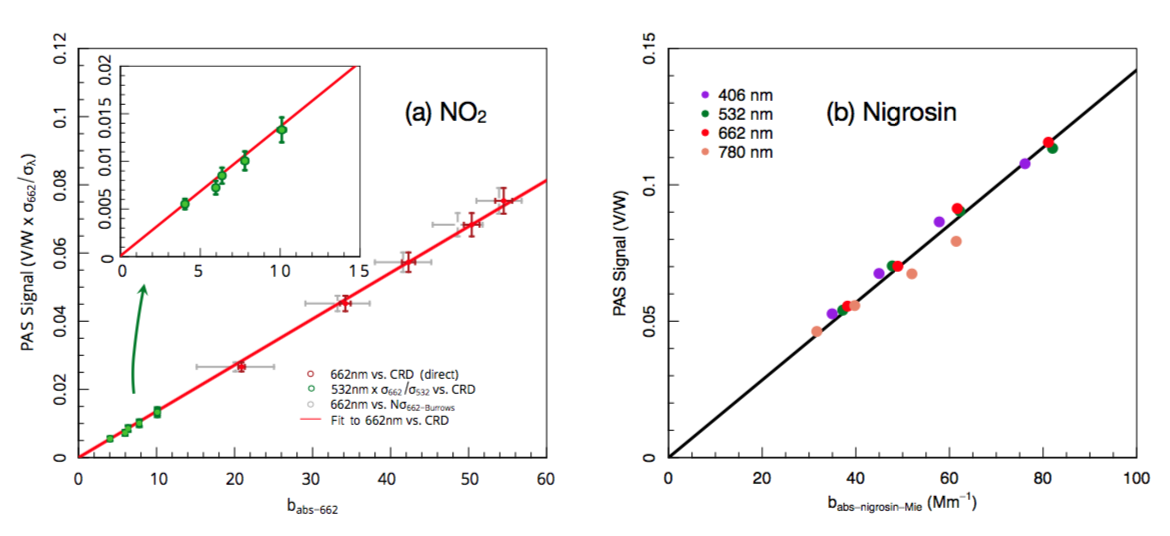 (a) NO₂
PAS Signal (V/W x σ662/σλ)
0 0.02 0.04 0.06 0.08 0.1 0.12
0 10 20 30 40 50 60
b abs−662
0 0.005 0.01 0.015 0.02
0 5 10 15
662nm vs. CRD (direct)
532nm x σ662/σ532 vs. CRD
662nm vs. Nσ662−Burrows
Fit to 662nm vs. CRD
(b) Nigrosin
PAS Signal (V/W)
0 0.05 0.1 0.15
406 nm
532 nm
662 nm
780 nm
0 20 40 60 80 100
b abs−nigrosin−Mie (Mm⁻¹)